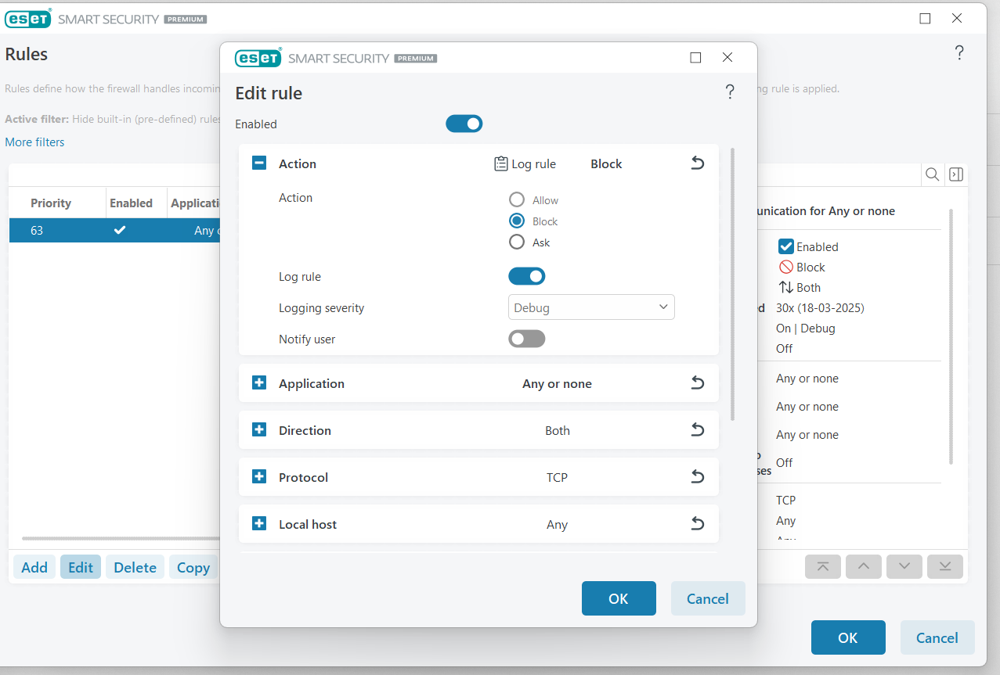 eset SMART SECURITY PREMIUM
Rules
?
Rules define how the firewall handles incomin
ng rule is applied.
Active filter: Hide built-in (pre-defined) rules
More filters
Priority Enabled Applicati
63 Any
Add Edit Delete Copy
unication for Any or none
Enabled
Block
Both
d 30x (18-03-2025)
On | Debug
Off
Any or none
Any or none
Any or none
ses Off
TCP
Any
OK Cancel
eset SMART SECURITY PREMIUM
Edit rule
?
Enabled
Action Log rule Block
Action
Allow
Block
Ask
Log rule
Logging severity Debug
Notify user
Application Any or none
Direction Both
Protocol TCP
Local host Any
OK Cancel